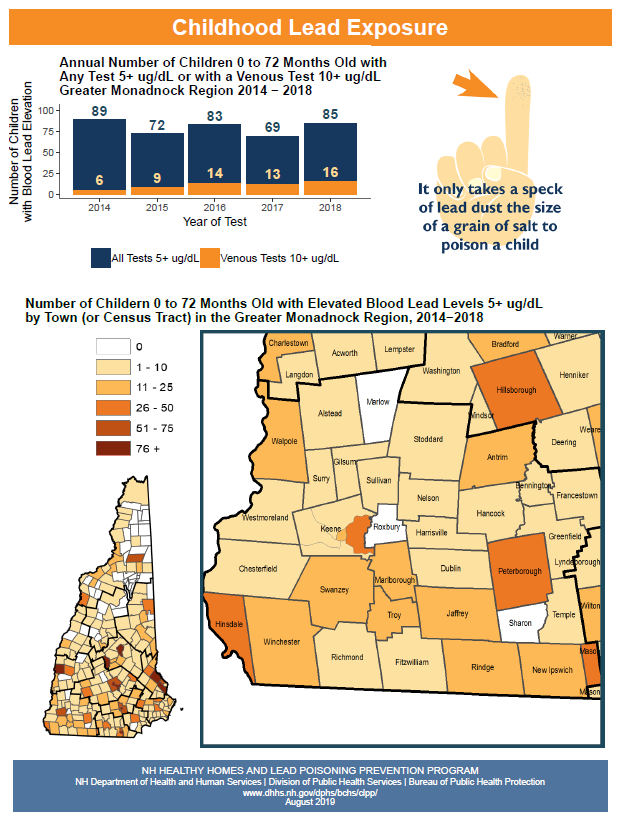 Childhood Lead Exposure
Annual Number of Children 0 to 72 Months Old with
Any Test 5+ ug/dL or with a Venous Test 10+ ug/dL
Greater Monadnock Region 2014 − 2018
Number of Children
with Blood Lead Elevation
100
75
50
25
0
89
72
83
69
85
6
9
14
13
16
2014
2015
2016
2017
2018
Year of Test
All Tests 5+ ug/dL
Venous Tests 10+ ug/dL
It only takes a speck
of lead dust the size
of a grain of salt to
poison a child
Number of Childern 0 to 72 Months Old with Elevated Blood Lead Levels 5+ ug/dL
by Town (or Census Tract) in the Greater Monadnock Region, 2014−2018
0
1 - 10
11 - 25
26 - 50
51 - 75
76 +
Charlestown
Acworth
Lempster
Bradford
Warner
Langdon
Washington
Henniker
Hillsborough
Marlow
Alstead
Windsor
Weare
Stoddard
Deering
Walpole
Antrim
Gilsum
Surry
Sullivan
Bennington
Nelson
Francestown
Hancock
Westmoreland
Keene
Roxbury
Harrisville
Greenfield
Chesterfield
Dublin
Peterborough
Lyndeborough
Marlborough
Swanzey
Wilton
Troy
Jaffrey
Temple
Hinsdale
Sharon
Winchester
Mason
Richmond
Fitzwilliam
Rindge
New Ipswich
Mason
NH HEALTHY HOMES AND LEAD POISONING PREVENTION PROGRAM
NH Department of Health and Human Services | Division of Public Health Services | Bureau of Public Health Protection
www.dhhs.nh.gov/dphs/bchs/clpp/
August 2019